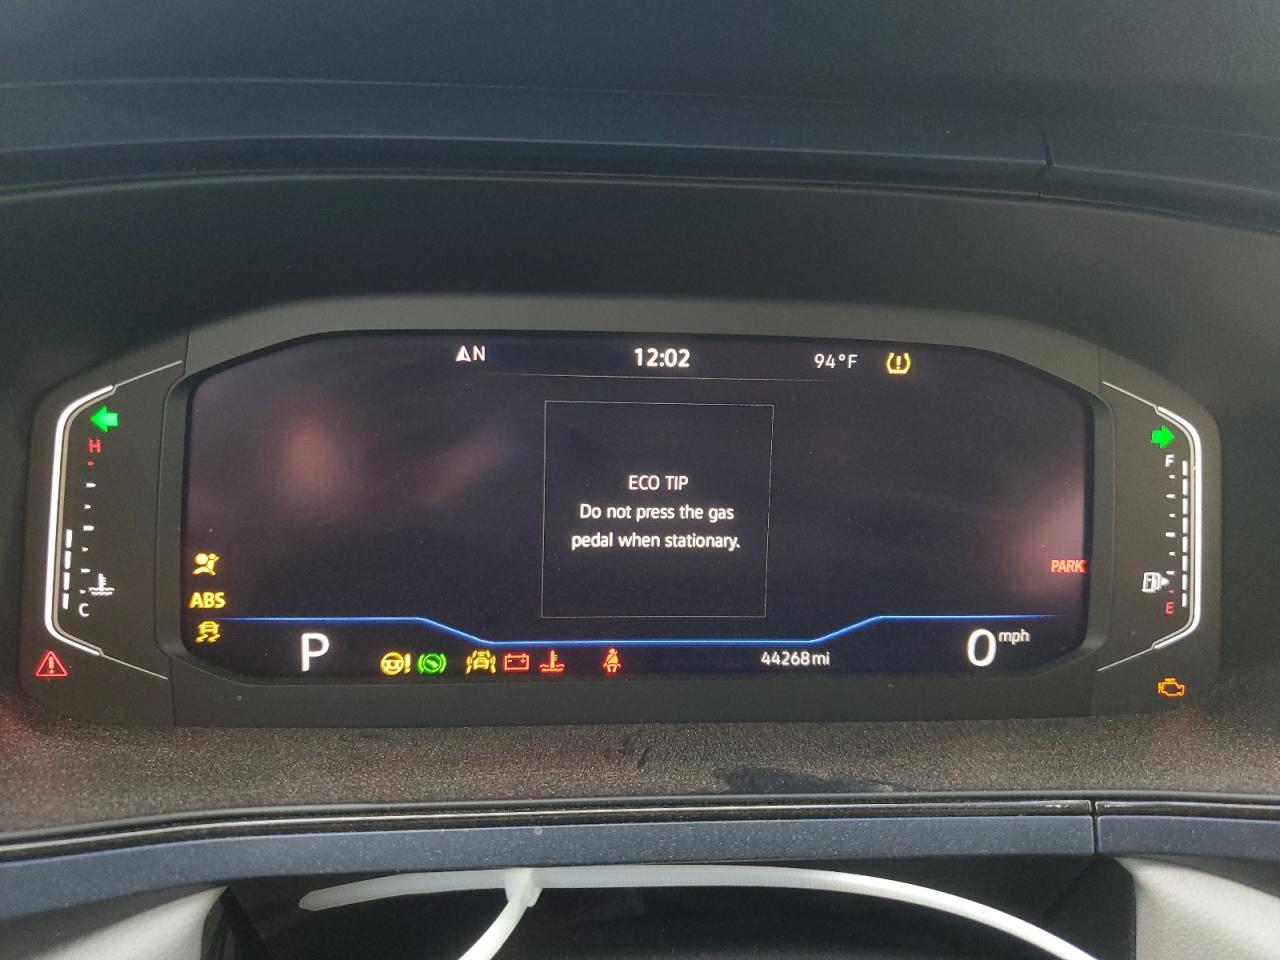 N
12:02
94°F
H
F
ECO TIP
Do not press the gas
pedal when stationary.
PARK
ABS
C
E
P
44268mi
0mph